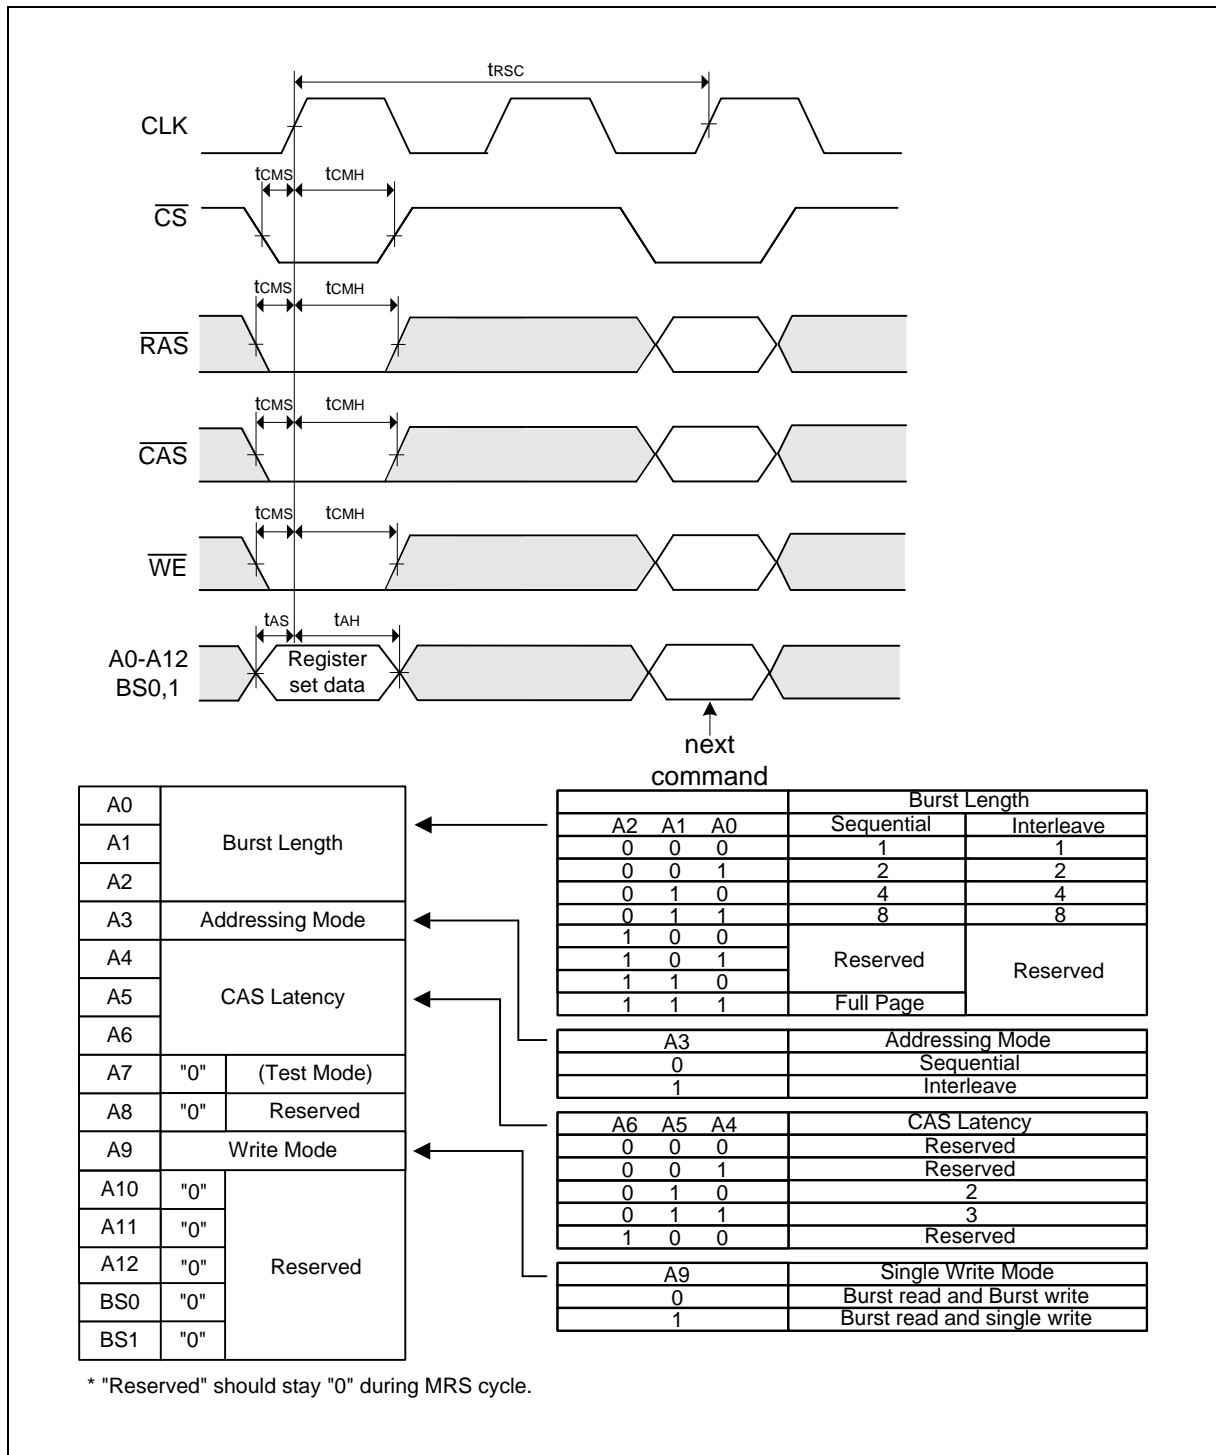 tRSC
CLK
tCMS tCMH
CS
tCMS tCMH
RAS
tCMS tCMH
CAS
tCMS tCMH
WE
tAS tAH
A0-A12
BS0,1
Register
set data
next
command
A0
A1
A2
Burst Length
A3 Addressing Mode
A4
A5
A6
CAS Latency
A7 "0" (Test Mode)
A8 "0" Reserved
A9 Write Mode
A10 "0"
A11 "0"
A12 "0"
BS0 "0"
BS1 "0"
Reserved
Burst Length
A2 A1 A0 Sequential Interleave
0 0 0 1 1
0 0 1 2 2
0 1 0 4 4
0 1 1 8 8
1 0 0
1 0 1 Reserved Reserved
1 1 0
1 1 1 Full Page
A3 Addressing Mode
0 Sequential
1 Interleave
A6 A5 A4 CAS Latency
0 0 0 Reserved
0 0 1 Reserved
0 1 0 2
0 1 1 3
1 0 0 Reserved
A9 Single Write Mode
0 Burst read and Burst write
1 Burst read and single write
* "Reserved" should stay "0" during MRS cycle.